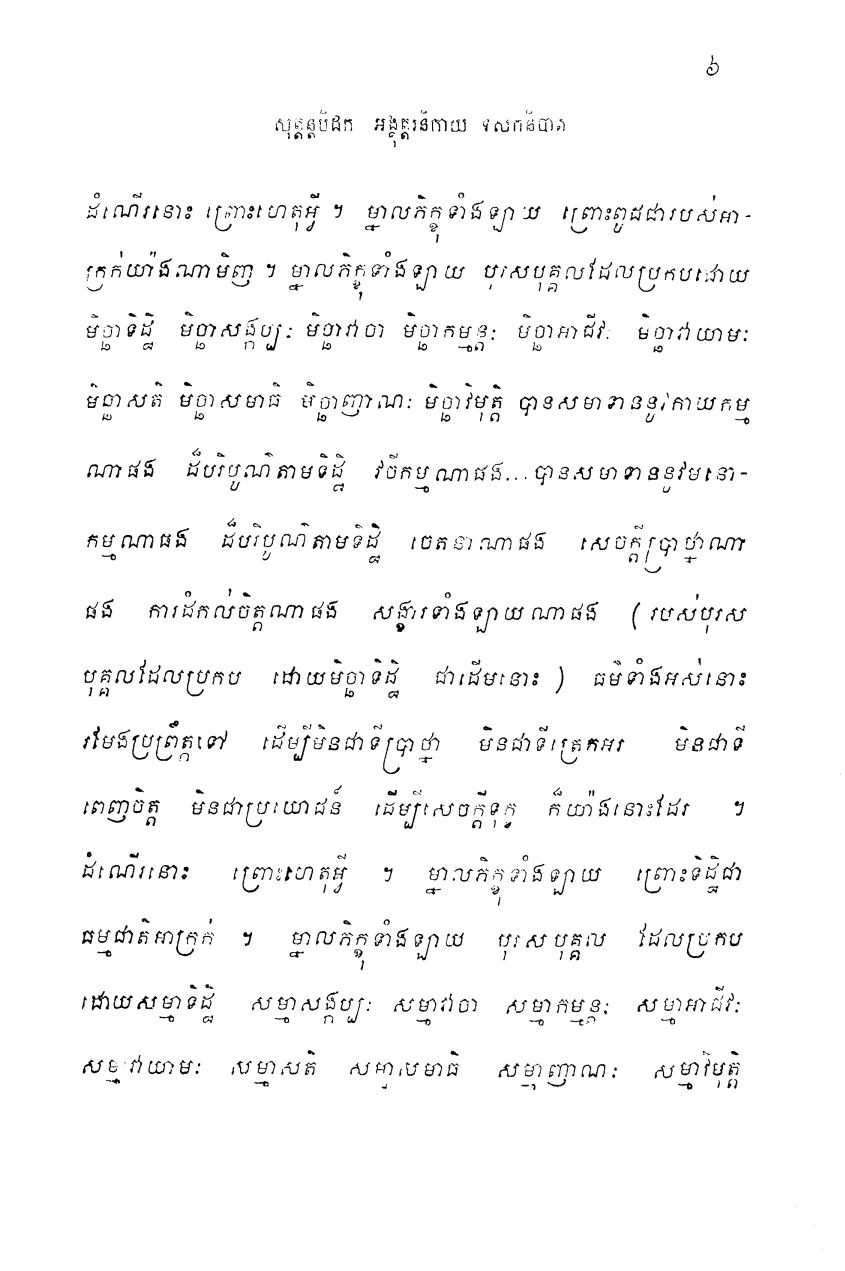 ៦
សុត្តន្តបិដក អង្គុត្តរនិកាយ ទសកនិបាត
ដំណើរនោះ ព្រោះហេតុអ្វី ។ ម្នាលភិក្ខុទាំងឡាយ ព្រោះពូជជារបស់អា-
ក្រក់យ៉ាងណាមិញ ។ ម្នាលភិក្ខុទាំងឡាយ បុរសបុគ្គលដែលប្រកបដោយ
មិច្ឆាទិដ្ឋិ មិច្ឆាសង្កប្បៈ មិច្ឆាវាចា មិច្ឆាកម្មន្តៈ មិច្ឆាអាជីវៈ មិច្ឆាវាយាមៈ
មិច្ឆាសតិ មិច្ឆាសមាធិ មិច្ឆាញាណៈ មិច្ឆាវិមុត្តិ បានសមាទាននូវកាយកម្ម
ណាផង ដ៏បរិបូណ៌តាមទិដ្ឋិ វចីកម្មណាផង...បានសមាទាននូវមនោ-
កម្មណាផង ដ៏បរិបូណ៌តាមទិដ្ឋិ ចេតនាណាផង សេចក្តីប្រាថ្នាណា
ផង ការដំកល់ចិត្តណាផង សង្ខារទាំងឡាយណាផង (របស់បុរស
បុគ្គលដែលប្រកប ដោយមិច្ឆាទិដ្ឋិ ជាដើមនោះ ) ធម៌ទាំងអស់នោះ
រមែងប្រព្រឹត្តទៅ ដើម្បីមិនជាទីប្រាថ្នា មិនជាទីត្រេកអរ មិនជាទី
ពេញចិត្ត មិនជាប្រយោជន៍ ដើម្បីសេចក្តីទុក្ខ ក៏យ៉ាងនោះដែរ ។
ដំណើរនោះ ព្រោះហេតុអ្វី ។ ម្នាលភិក្ខុទាំងឡាយ ព្រោះទិដ្ឋិជា
ធម្មជាតិអាក្រក់ ។ ម្នាលភិក្ខុទាំងឡាយ បុរសបុគ្គល ដែលប្រកប
ដោយសម្មាទិដ្ឋិ សម្មាសង្កប្បៈ សម្មាវាចា សម្មាកម្មន្តៈ សម្មាអាជីវៈ
សម្មាវាយាមៈ សម្មាសតិ សម្មាសមាធិ សម្មាញាណៈ សម្មាវិមុត្តិ